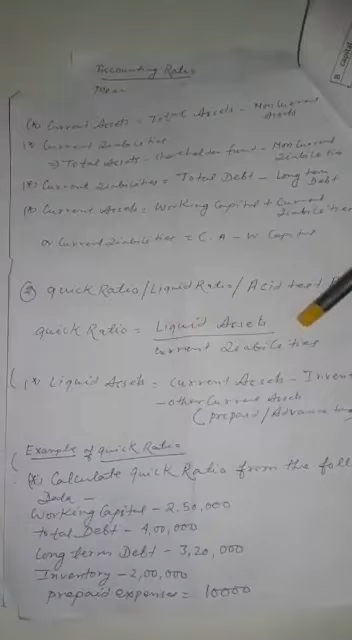 Accounting Ratio
(*) Current Assets = Total Assets - Non Current Assets
(*) Current Liabilities
⇒ Total Assets - Shareholder fund - Non Current Liabilities
(*) Current Liabilities = Total Debt - Long term Debt
(*) Current Assets = Working Capital + Current Liabilities
or Current Liabilities = C.A - W. Capital
Quick Ratio / Liquid Ratio / Acid test
Quick Ratio = Liquid Assets
Current Liabilities
(*) Liquid Assets = Current Assets - Inven
- other Current Assets
(prepaid / Advance
Example of quick Ratio
(*) Calculate quick Ratio from the foll
Data -
Working Capital - 2,50,000
total Debt - 4,00,000
Long term Debt - 3,20,000
Inventory - 2,00,000
prepaid expenses = 10000
B capital